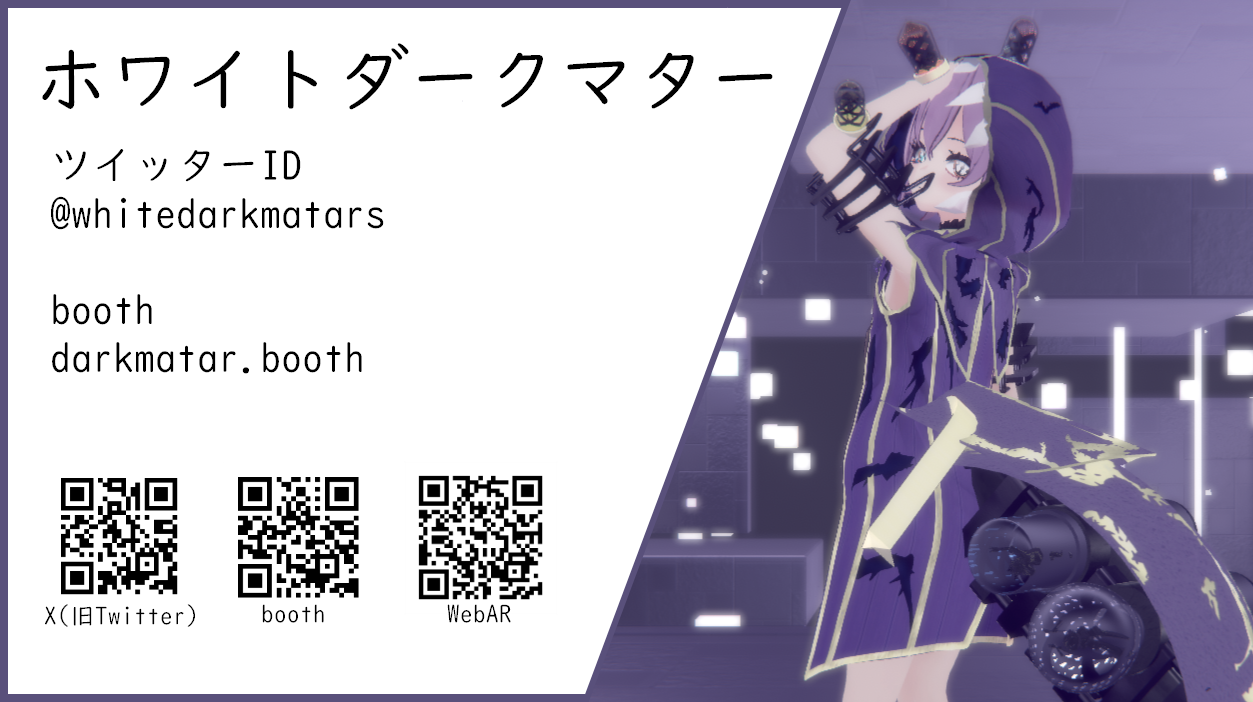 ホワイトダークマター
ツイッターID
@whitedarkmatars
booth
darkmatar.booth
X(旧Twitter)
booth
WebAR